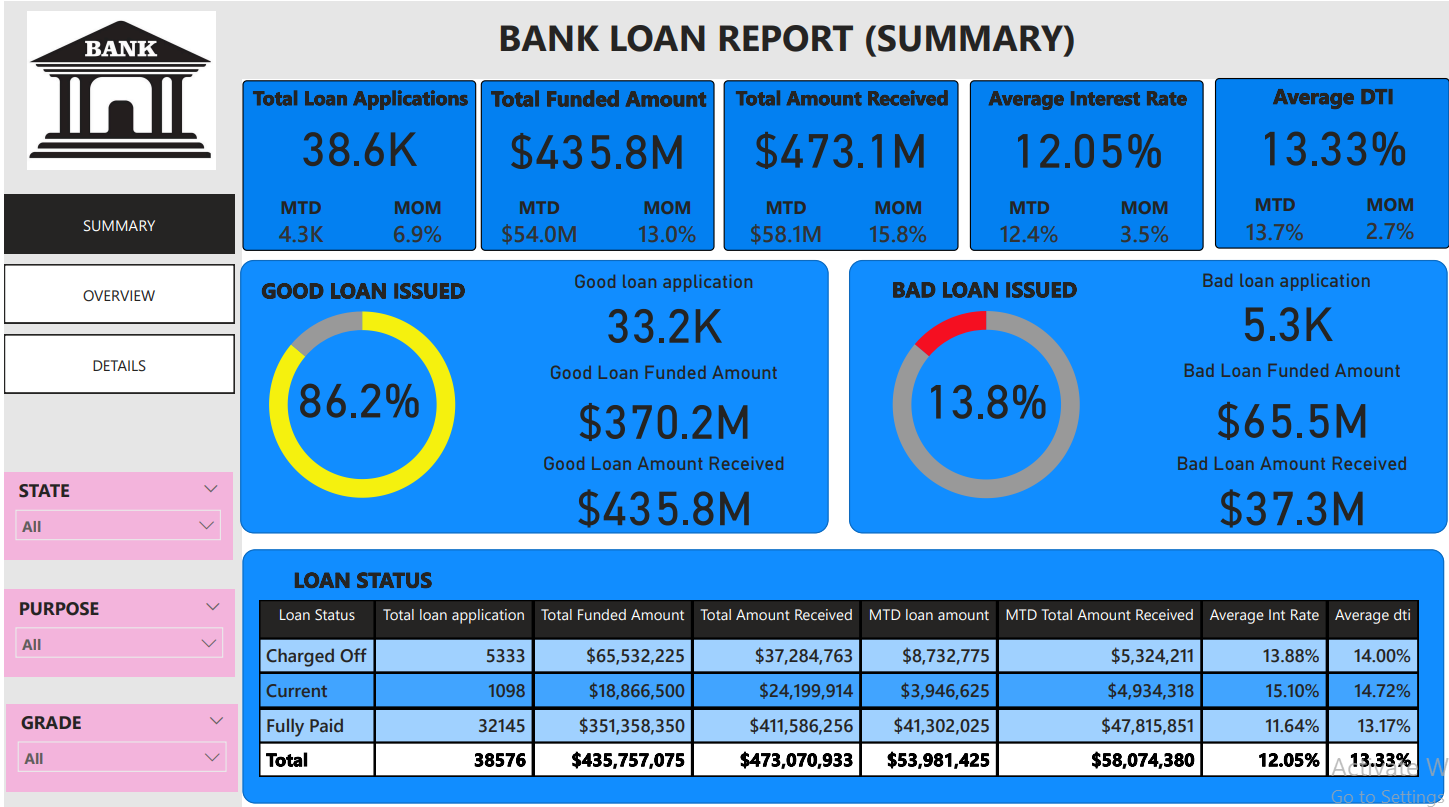 BANK
BANK LOAN REPORT (SUMMARY)
SUMMARY
OVERVIEW
DETAILS
STATE
All
PURPOSE
All
GRADE
All
Total Loan Applications
38.6K
MTD MOM
4.3K 6.9%
Total Funded Amount
$435.8M
MTD MOM
$54.0M 13.0%
Total Amount Received
$473.1M
MTD MOM
$58.1M 15.8%
Average Interest Rate
12.05%
MTD MOM
12.4% 3.5%
Average DTI
13.33%
MTD MOM
13.7% 2.7%
GOOD LOAN ISSUED
86.2%
Good loan application
33.2K
Good Loan Funded Amount
$370.2M
Good Loan Amount Received
$435.8M
BAD LOAN ISSUED
13.8%
Bad loan application
5.3K
Bad Loan Funded Amount
$65.5M
Bad Loan Amount Received
$37.3M
LOAN STATUS
Loan Status Total loan application Total Funded Amount Total Amount Received MTD loan amount MTD Total Amount Received Average Int Rate Average dti
Charged Off 5333 $65,532,225 $37,284,763 $8,732,775 $5,324,211 13.88% 14.00%
Current 1098 $18,866,500 $24,199,914 $3,946,625 $4,934,318 15.10% 14.72%
Fully Paid 32145 $351,358,350 $411,586,256 $41,302,025 $47,815,851 11.64% 13.17%
Total 38576 $435,757,075 $473,070,933 $53,981,425 $58,074,380 12.05% 13.33%
Activate W
Go to Settings